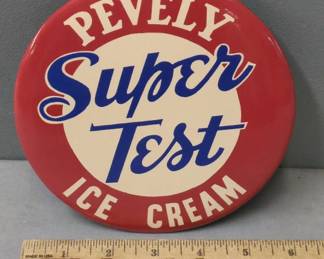 PEVELY
Super
Test
ICE CREAM
1 2 3 4 5 6